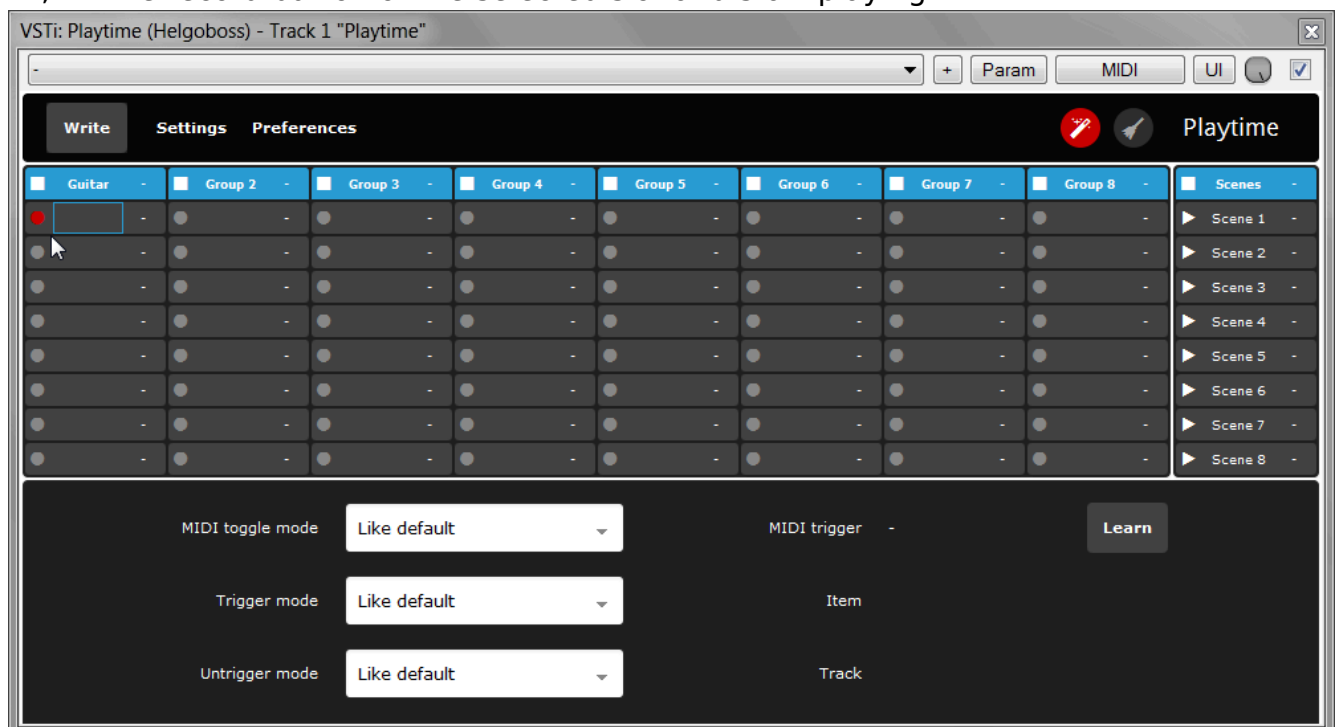 VSTi: Playtime (Helgoboss) - Track 1 "Playtime"
- + Param MIDI UI
Write Settings Preferences Playtime
Guitar - Group 2 - Group 3 - Group 4 - Group 5 - Group 6 - Group 7 - Group 8 - Scenes -
- - - - - - - - Scene 1 -
- - - - - - - - Scene 2 -
- - - - - - - - Scene 3 -
- - - - - - - - Scene 4 -
- - - - - - - - Scene 5 -
- - - - - - - - Scene 6 -
- - - - - - - - Scene 7 -
- - - - - - - - Scene 8 -
MIDI toggle mode Like default MIDI trigger - Learn
Trigger mode Like default Item
Untrigger mode Like default Track